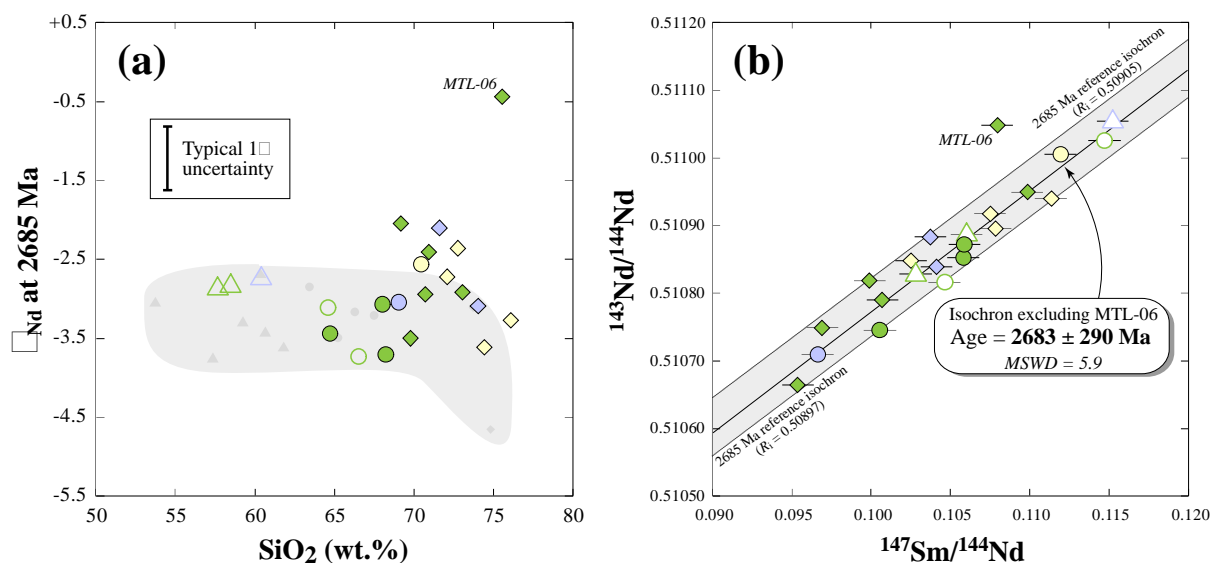 (a)
+0.5
-0.5
-1.5
-2.5
-3.5
-4.5
-5.5
50
55
60
65
70
75
80
□Nd at 2685 Ma
SiO2 (wt.%)
MTL-06
Typical 1□
uncertainty
(b)
0.51120
0.51110
0.51100
0.51090
0.51080
0.51070
0.51060
0.51050
0.090
0.095
0.100
0.105
0.110
0.115
0.120
143Nd/144Nd
147Sm/144Nd
MTL-06
2685 Ma reference isochron
(RI = 0.50905)
2685 Ma reference isochron
(RI = 0.50897)
Isochron excluding MTL-06
Age = 2683 ± 290 Ma
MSWD = 5.9